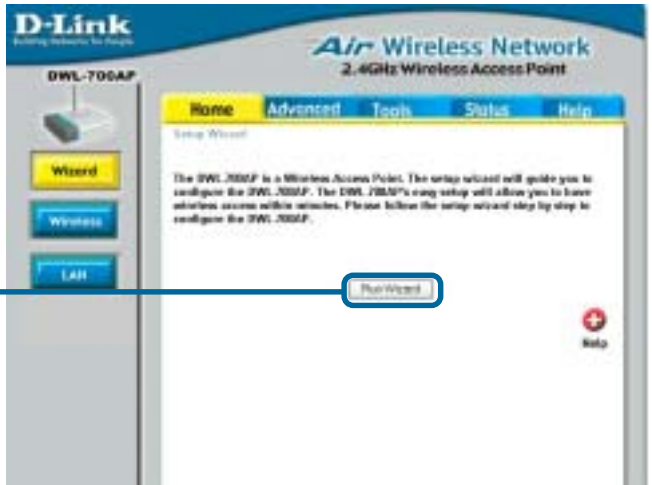 D-Link
Building Networks for People
Air Wireless Network
2.4GHz Wireless Access Point
DWL-700AP
Home Advanced Tools Status Help
Setup Wizard
The DWL-700AP is a Wireless Access Point. The setup wizard will guide you to
configure the DWL-700AP. The DWL-700AP's easy setup will allow you to have
wireless access within minutes. Please follow the setup wizard step by step to
configure the DWL-700AP.
Wizard
Wireless
LAN
Run Wizard
Help